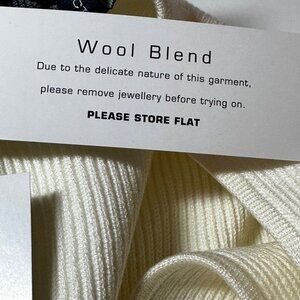 Wool Blend
Due to the delicate nature of this garment,
please remove jewellery before trying on.
PLEASE STORE FLAT